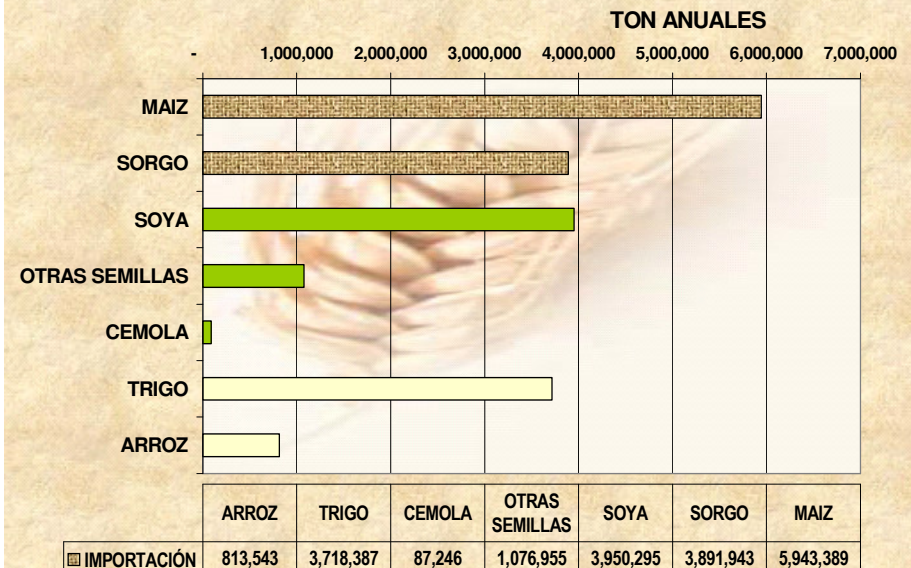 TON ANUALES
- 1,000,000 2,000,000 3,000,000 4,000,000 5,000,000 6,000,000 7,000,000
MAIZ
SORGO
SOYA
OTRAS SEMILLAS
CEMOLA
TRIGO
ARROZ
ARROZ TRIGO CEMOLA OTRAS SEMILLAS SOYA SORGO MAIZ
IMPORTACIÓN 813,543 3,718,387 87,246 1,076,955 3,950,295 3,891,943 5,943,389